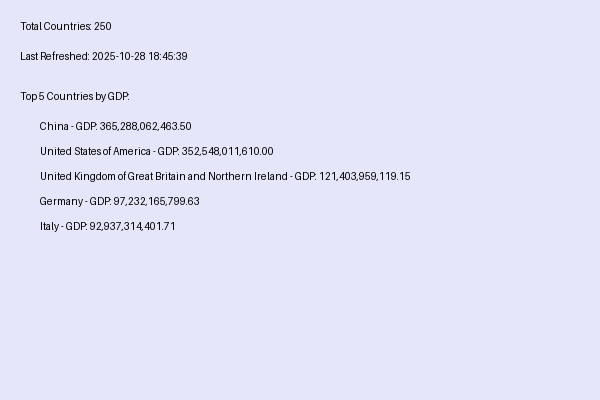 Total Countries: 250
Last Refreshed: 2025-10-28 18:45:39
Top 5 Countries by GDP:
China - GDP: 365,288,062,463.50
United States of America - GDP: 352,548,011,610.00
United Kingdom of Great Britain and Northern Ireland - GDP: 121,403,959,119.15
Germany - GDP: 97,232,165,799.63
Italy - GDP: 92,937,314,401.71